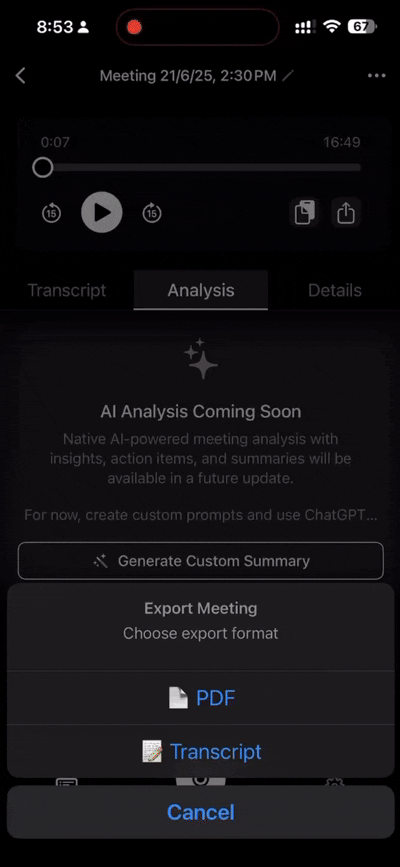 8:53
67
Meeting 21/6/25, 2:30 PM
0:07
16:49
15
15
Transcript
Analysis
Details
AI Analysis Coming Soon
Native AI-powered meeting analysis with
insights, action items, and summaries will be
available in a future update.
For now, create custom prompts and use ChatGPT...
Generate Custom Summary
Export Meeting
Choose export format
PDF
Transcript
Cancel